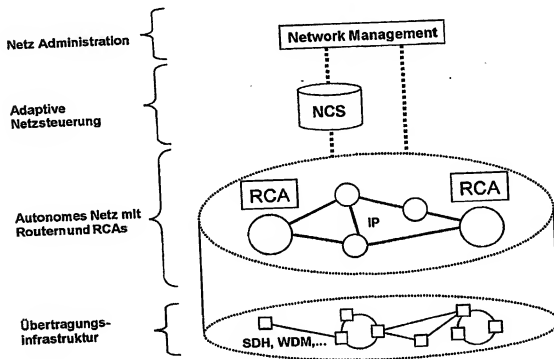 Netz Administration
Network Management
Adaptive
Netzsteuerung
NCS
RCA
RCA
Autonomes Netz mit
Routern und RCAs
IP
Übertragungs-
infrastruktur
SDH, WDM,...